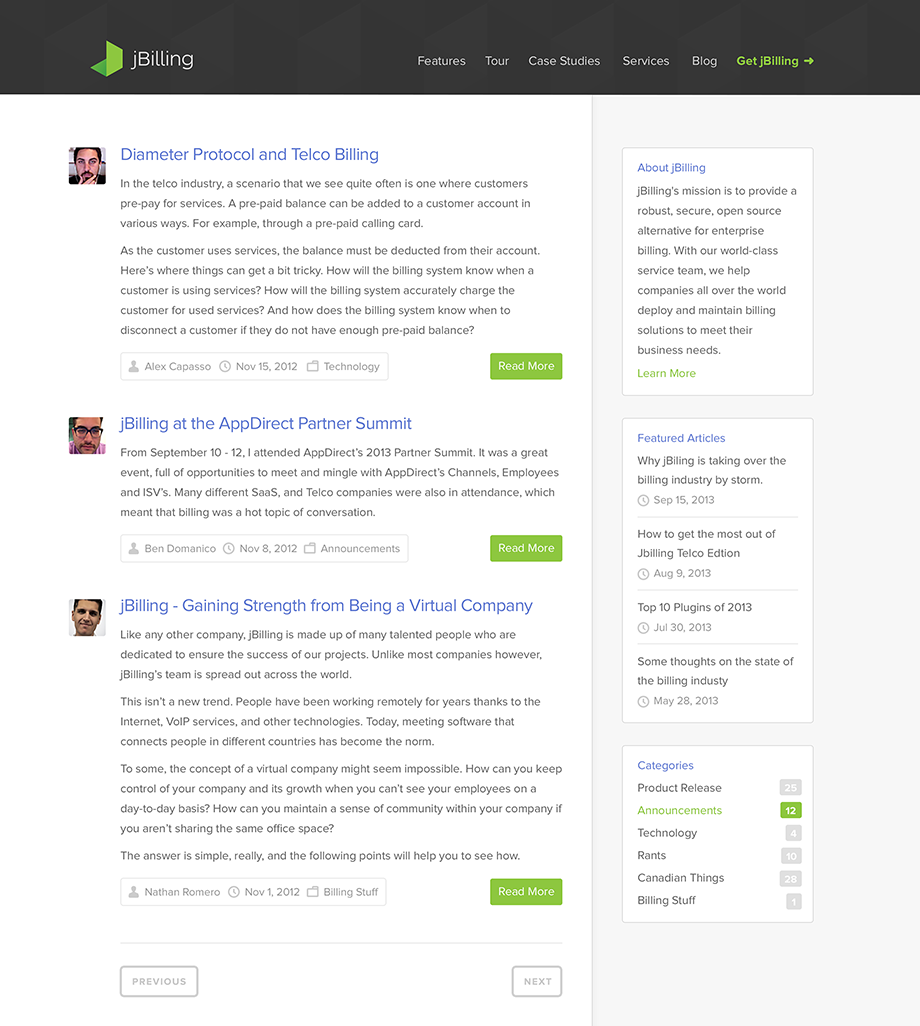 jBilling
Features Tour Case Studies Services Blog Get jBilling ➔
Diameter Protocol and Telco Billing
In the telco industry, a scenario that we see quite often is one where customers
pre-pay for services. A pre-paid balance can be added to a customer account in
various ways. For example, through a pre-paid calling card.
As the customer uses services, the balance must be deducted from their account.
Here’s where things can get a bit tricky. How will the billing system know when a
customer is using services? How will the billing system accurately charge the
customer for used services? And how does the billing system know when to
disconnect a customer if they do not have enough pre-paid balance?
Alex Capasso Nov 15, 2012 Technology
Read More
jBilling at the AppDirect Partner Summit
From September 10 - 12, I attended AppDirect’s 2013 Partner Summit. It was a great
event, full of opportunities to meet and mingle with AppDirect’s Channels, Employees
and ISV’s. Many different SaaS, and Telco companies were also in attendance, which
meant that billing was a hot topic of conversation.
Ben Domanico Nov 8, 2012 Announcements
Read More
jBilling - Gaining Strength from Being a Virtual Company
Like any other company, jBilling is made up of many talented people who are
dedicated to ensure the success of our projects. Unlike most companies however,
jBilling’s team is spread out across the world.
This isn’t a new trend. People have been working remotely for years thanks to the
Internet, VoIP services, and other technologies. Today, meeting software that
connects people in different countries has become the norm.
To some, the concept of a virtual company might seem impossible. How can you keep
control of your company and its growth when you can’t see your employees on a
day-to-day basis? How can you maintain a sense of community within your company if
you aren’t sharing the same office space?
The answer is simple, really, and the following points will help you to see how.
Nathan Romero Nov 1, 2012 Billing Stuff
Read More
PREVIOUS
NEXT
About jBilling
jBilling's mission is to provide a
robust, secure, open source
alternative for enterprise
billing. With our world-class
service team, we help
companies all over the world
deploy and maintain billing
solutions to meet their
business needs.
Learn More
Featured Articles
Why jBiling is taking over the
billing industry by storm.
Sep 15, 2013
How to get the most out of
Jbilling Telco Edtion
Aug 9, 2013
Top 10 Plugins of 2013
Jul 30, 2013
Some thoughts on the state of
the billing industy
May 28, 2013
Categories
Product Release 25
Announcements 12
Technology 4
Rants 10
Canadian Things 28
Billing Stuff 1